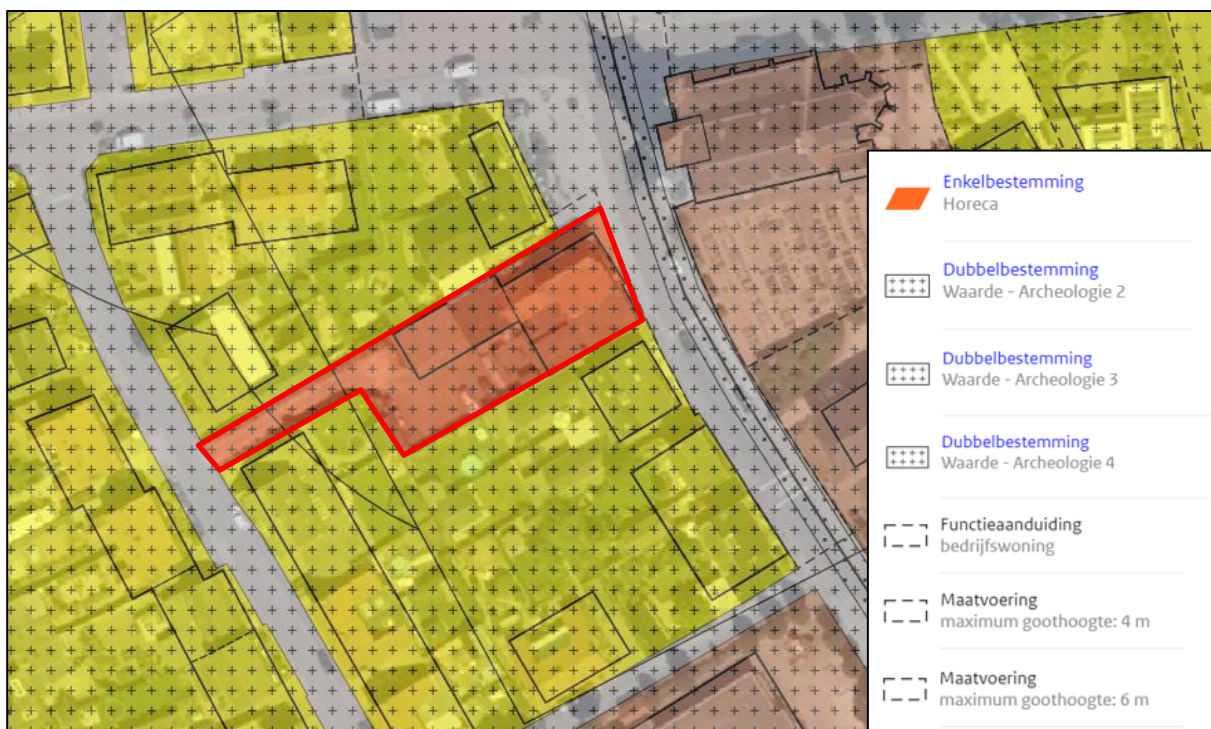 Enkelbestemming
Horeca
Dubbelbestemming
Waarde - Archeologie 2
Dubbelbestemming
Waarde - Archeologie 3
Dubbelbestemming
Waarde - Archeologie 4
Functieaanduiding
bedrijfswoning
Maatvoering
maximum goothoogte: 4 m
Maatvoering
maximum goothoogte: 6 m